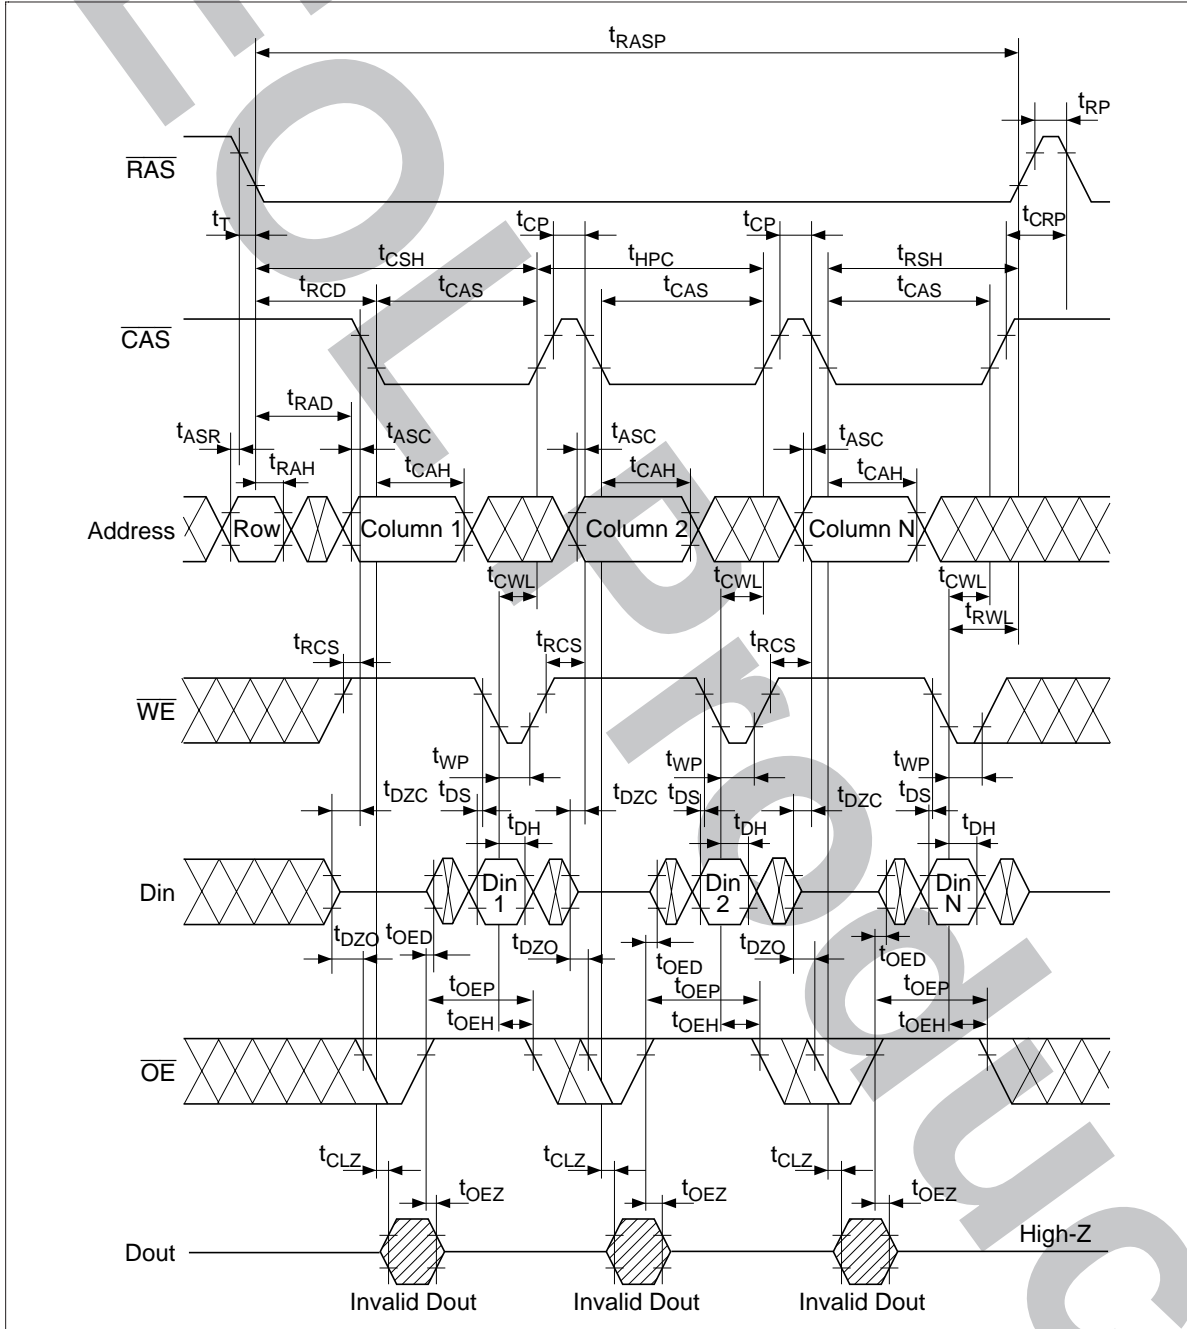 EOL Product
tRASP
tRP
RAS
tT tCP tCP tCRP
tCSH tHPC tRSH
tRCD tCAS tCAS tCAS
CAS
tRAD
tASR tASC tASC tASC
tRAH tCAH tCAH tCAH
Address Row Column 1 Column 2 Column N
tCWL tCWL tCWL
tRWL
tRCS tRCS tRCS
WE
tWP tWP tWP
tDZC tDS tDZC tDS tDZC tDS
tDH tDH tDH
Din Din 1 Din 2 Din N
tDZO tOED tDZO tOED tDZO tOED
tOEP tOEP tOEP
tOEH tOEH tOEH
OE
tCLZ tCLZ tCLZ
tOEZ tOEZ tOEZ
High-Z
Dout
Invalid Dout Invalid Dout Invalid Dout